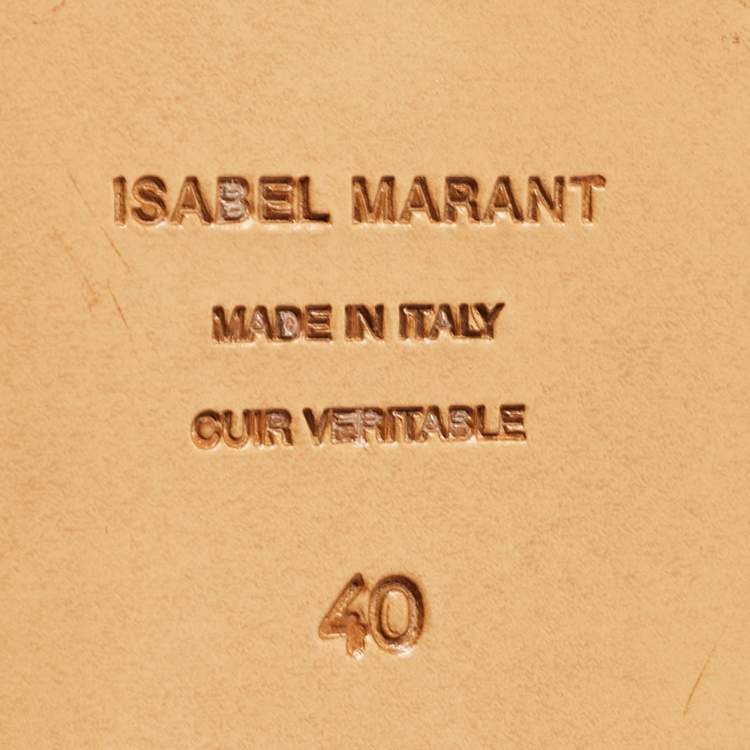 ISABEL MARANT
MADE IN ITALY
CUIR VERITABLE
40